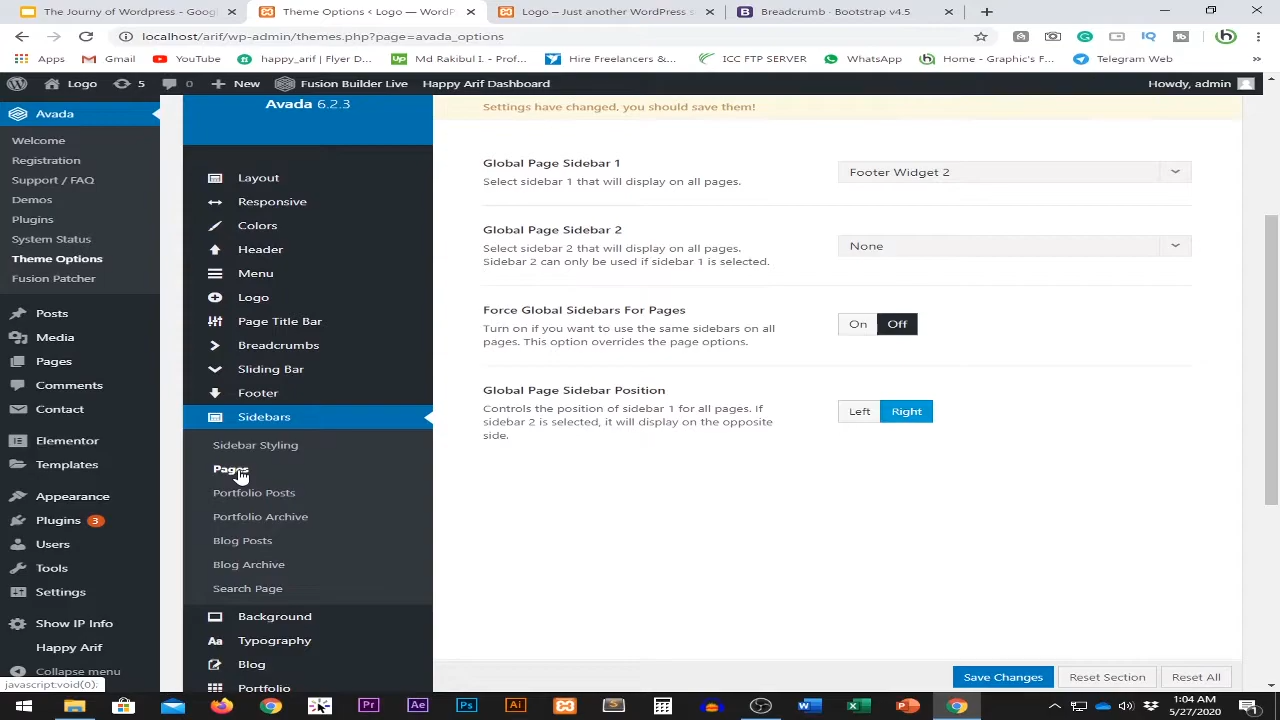 The Journy of Wordpress - Googl
Theme Options < Logo — WordP
Logo – Just another WordPress s
Breadcrumb · Bootstrap v4.5
localhost/arif/wp-admin/themes.php?page=avada_options
Apps
Gmail
YouTube
happy_arif | Flyer D...
Md Rakibul I. - Prof...
Hire Freelancers &...
ICC FTP SERVER
WhatsApp
Home - Graphic's F...
Telegram Web
Logo
5
0
New
Fusion Builder Live
Happy Arif Dashboard
Howdy, admin
Avada
Welcome
Registration
Support / FAQ
Demos
Plugins
System Status
Theme Options
Fusion Patcher
Posts
Media
Pages
Comments
Contact
Elementor
Templates
Appearance
Plugins 3
Users
Tools
Settings
Show IP Info
Happy Arif
Collapse menu
javascript:void(0);
Avada 6.2.3
Layout
Responsive
Colors
Header
Menu
Logo
Page Title Bar
Breadcrumbs
Sliding Bar
Footer
Sidebars
Sidebar Styling
Pages
Portfolio Posts
Portfolio Archive
Blog Posts
Blog Archive
Search Page
Background
Typography
Blog
Portfolio
Settings have changed, you should save them!
Global Page Sidebar 1
Select sidebar 1 that will display on all pages.
Footer Widget 2
Global Page Sidebar 2
Select sidebar 2 that will display on all pages.
Sidebar 2 can only be used if sidebar 1 is selected.
None
Force Global Sidebars For Pages
Turn on if you want to use the same sidebars on all
pages. This option overrides the page options.
On
Off
Global Page Sidebar Position
Controls the position of sidebar 1 for all pages. If
sidebar 2 is selected, it will display on the opposite
side.
Left
Right
Save Changes
Reset Section
Reset All
1:04 AM
5/27/2020